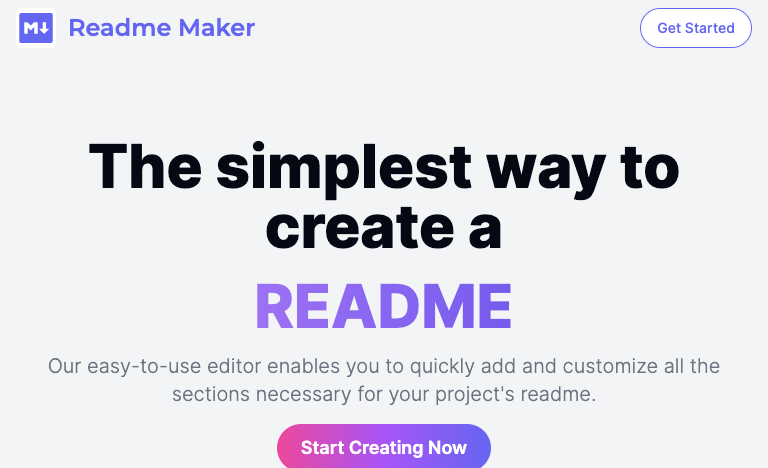 M↓ Readme Maker
Get Started
The simplest way to
create a
README
Our easy-to-use editor enables you to quickly add and customize all the
sections necessary for your project's readme.
Start Creating Now